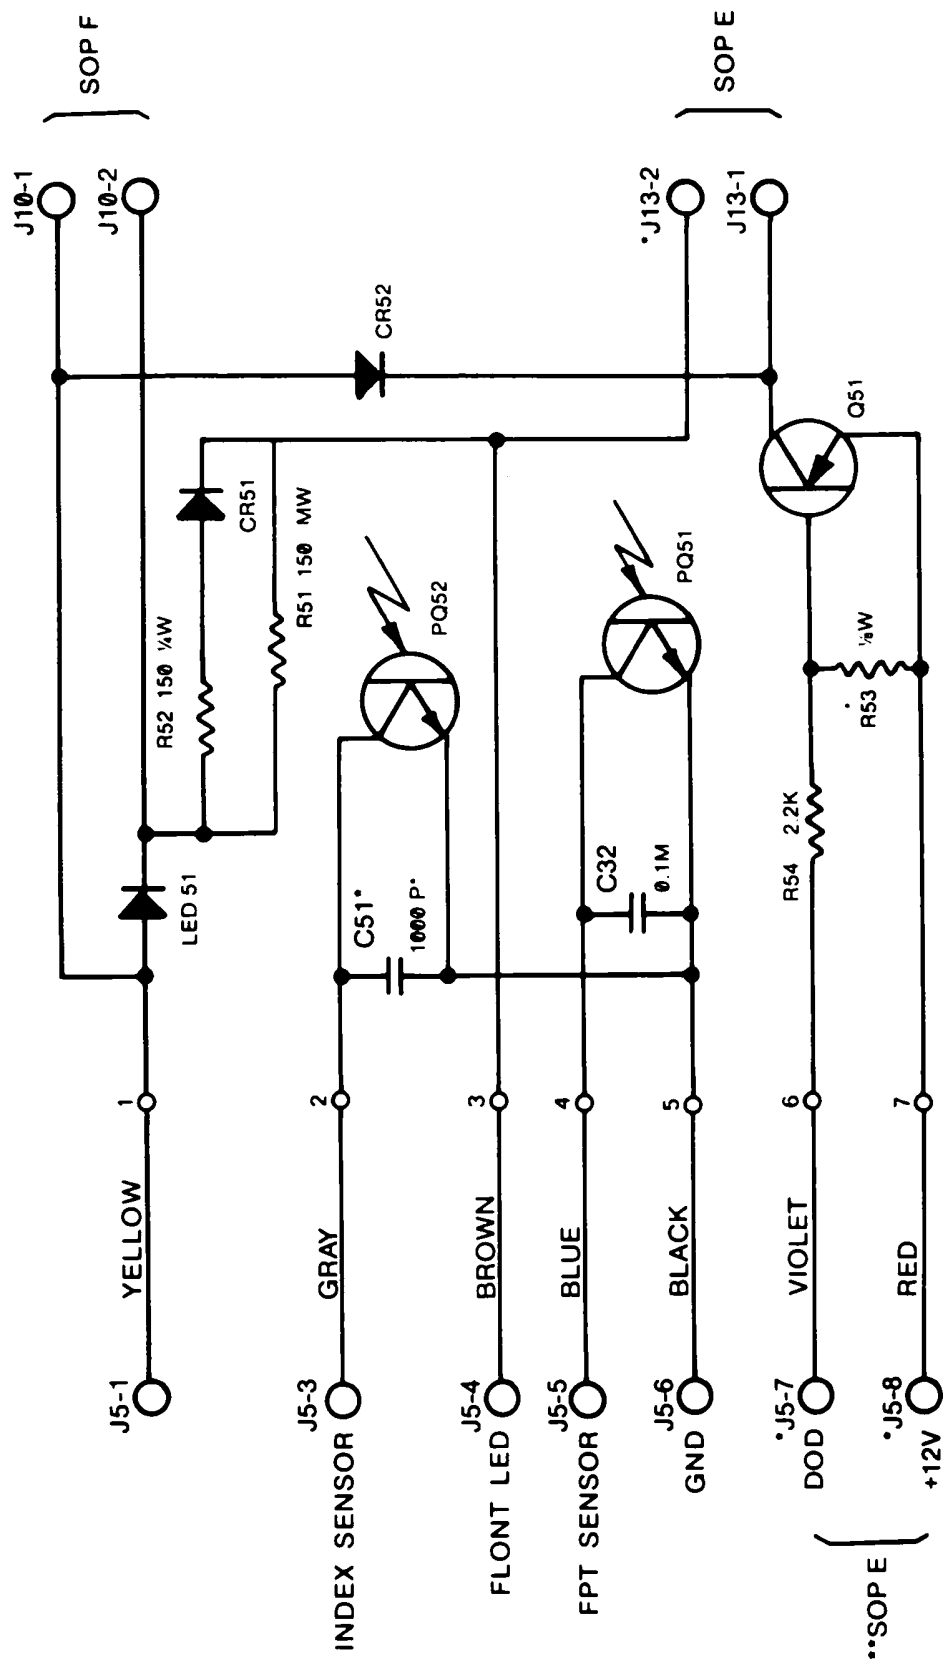 SOP F
J10-1
J10-2
*J13-2
J13-1
SOP E
CR52
CR51
R52 150 ¼W
R51 150 MW
LED 51
PQ52
PQ51
Q51
C51*
1000 P*
C32
0.1M
R54 2.2K
*R53 ⅛W
1
2
3
4
5
6
7
YELLOW
GRAY
BROWN
BLUE
BLACK
VIOLET
RED
J5-1
J5-3
INDEX SENSOR
J5-4
FLONT LED
J5-5
FPT SENSOR
J5-6
GND
*J5-7
DOD
*J5-8
+12V
**SOP E